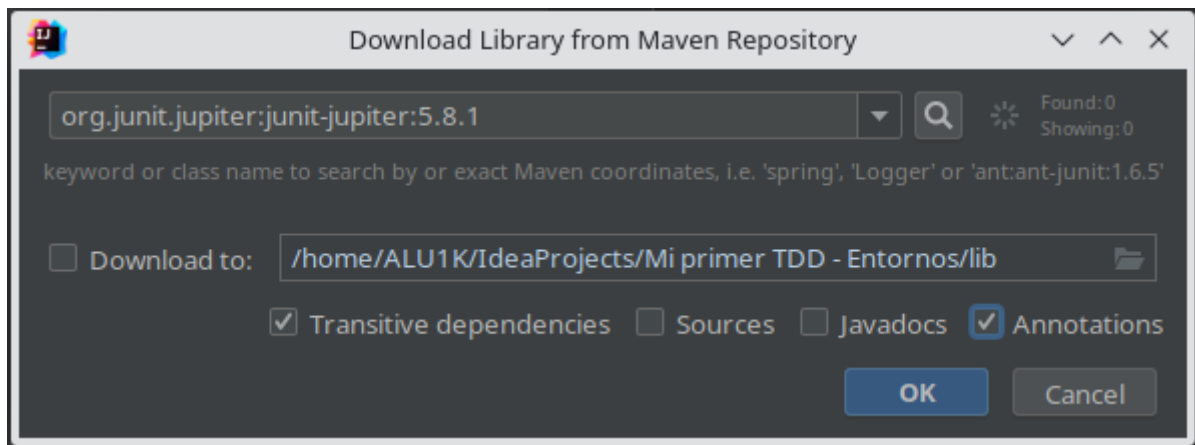 Download Library from Maven Repository
org.junit.jupiter:junit-jupiter:5.8.1
Found:0
Showing:0
keyword or class name to search by or exact Maven coordinates, i.e. 'spring', 'Logger' or 'ant:ant-junit:1.6.5'
Download to: /home/ALU1K/IdeaProjects/Mi primer TDD - Entornos/lib
Transitive dependencies Sources Javadocs Annotations
OK Cancel